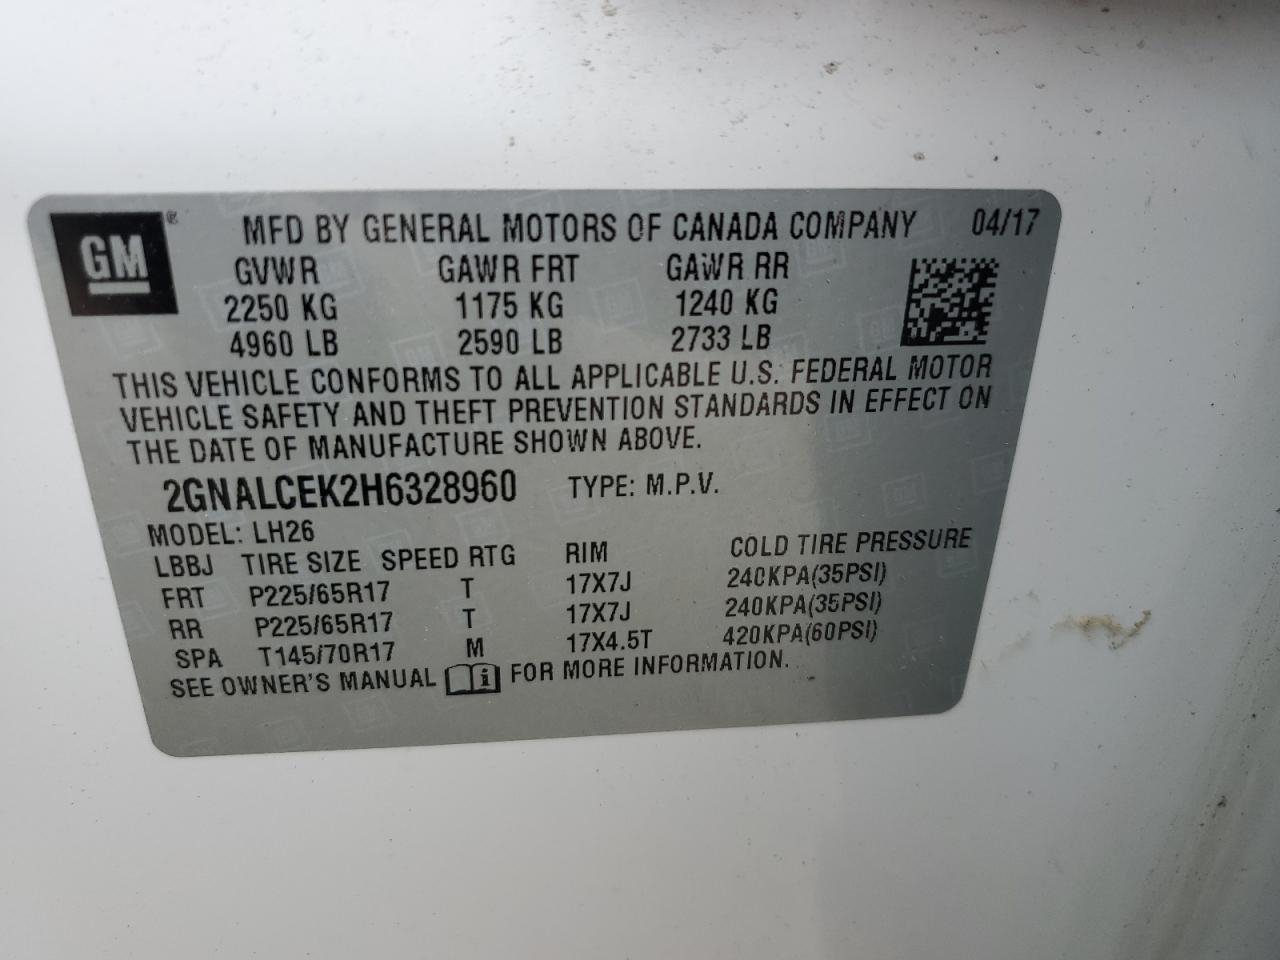 GM ® MFD BY GENERAL MOTORS OF CANADA COMPANY 04/17
GVWR GAWR FRT GAWR RR
2250 KG 1175 KG 1240 KG
4960 LB 2590 LB 2733 LB
THIS VEHICLE CONFORMS TO ALL APPLICABLE U.S. FEDERAL MOTOR
VEHICLE SAFETY AND THEFT PREVENTION STANDARDS IN EFFECT ON
THE DATE OF MANUFACTURE SHOWN ABOVE.
2GNALCEK2H6328960 TYPE: M.P.V.
MODEL: LH26
LBBJ TIRE SIZE SPEED RTG RIM COLD TIRE PRESSURE
FRT P225/65R17 T 17X7J 240KPA(35PSI)
RR P225/65R17 T 17X7J 240KPA(35PSI)
SPA T145/70R17 M 17X4.5T 420KPA(60PSI)
SEE OWNER'S MANUAL i FOR MORE INFORMATION.